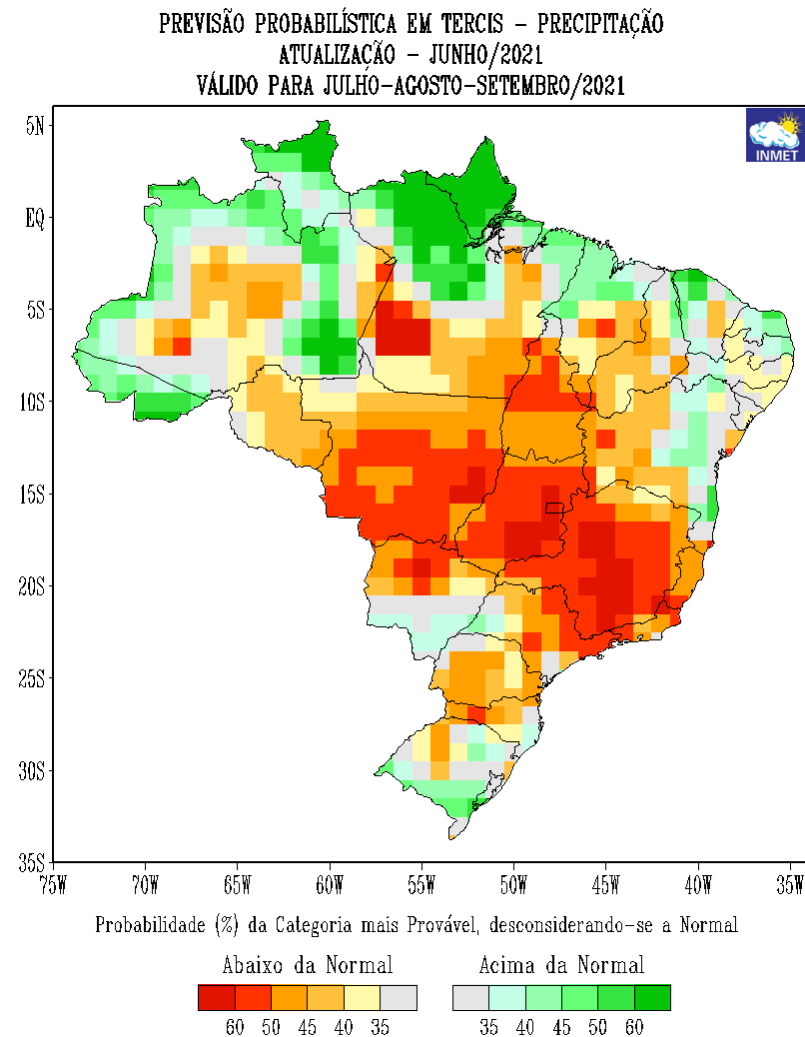 PREVISÃO PROBABILÍSTICA EM TERCIS – PRECIPITAÇÃO
ATUALIZAÇÃO – JUNHO/2021
VÁLIDO PARA JULHO–AGOSTO–SETEMBRO/2021
INMET
5N
EQ
5S
10S
15S
20S
25S
30S
35S
75W 70W 65W 60W 55W 50W 45W 40W 35W
Probabilidade (%) da Categoria mais Provável, desconsiderando–se a Normal
Abaixo da Normal Acima da Normal
60 50 45 40 35 35 40 45 50 60